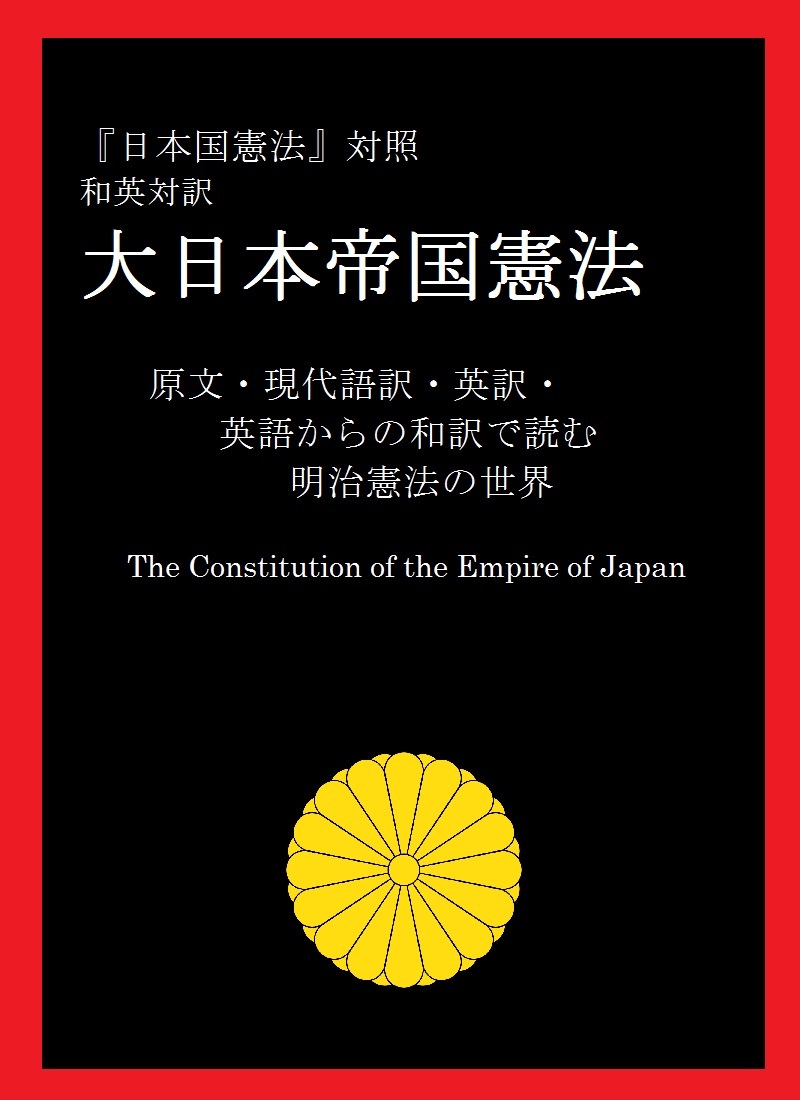 『日本国憲法』対照
和英対訳
大日本帝国憲法
原文・現代語訳・英訳・
英語からの和訳で読む
明治憲法の世界
The Constitution of the Empire of Japan